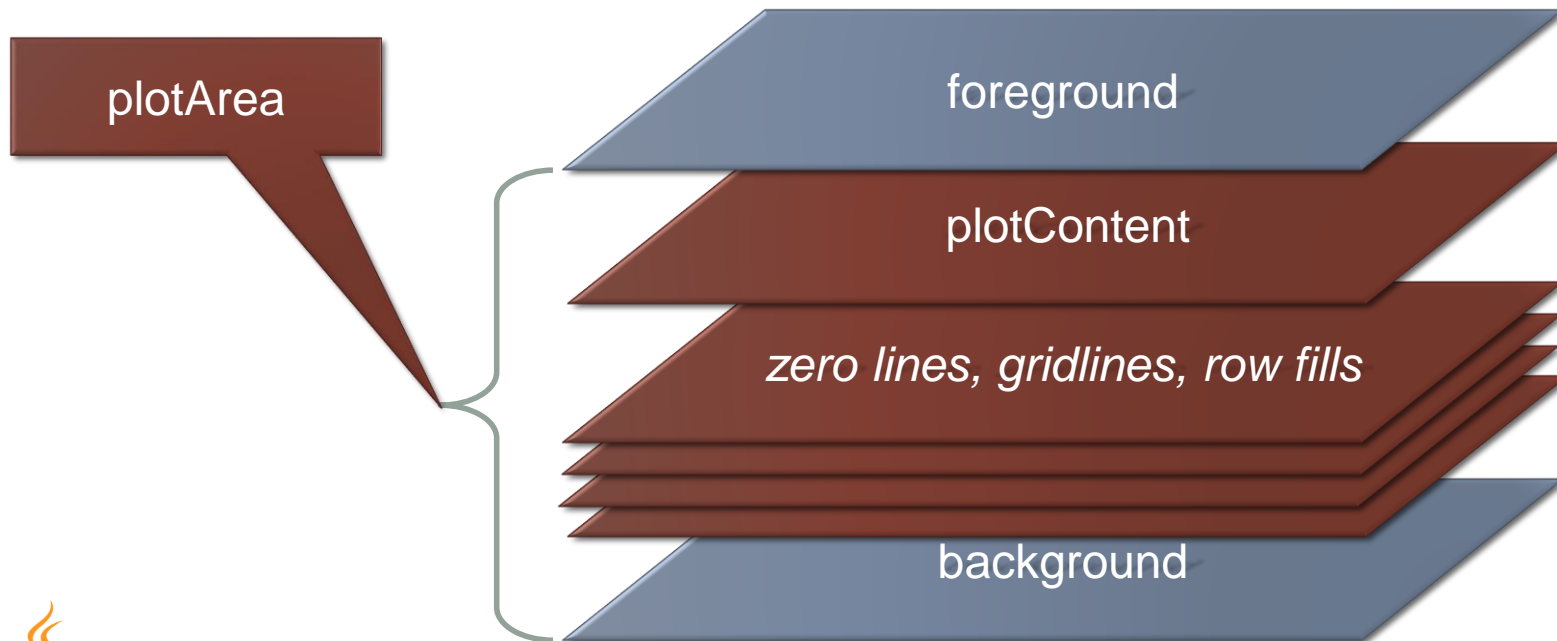 plotArea
foreground
plotContent
zero lines, gridlines, row fills
background